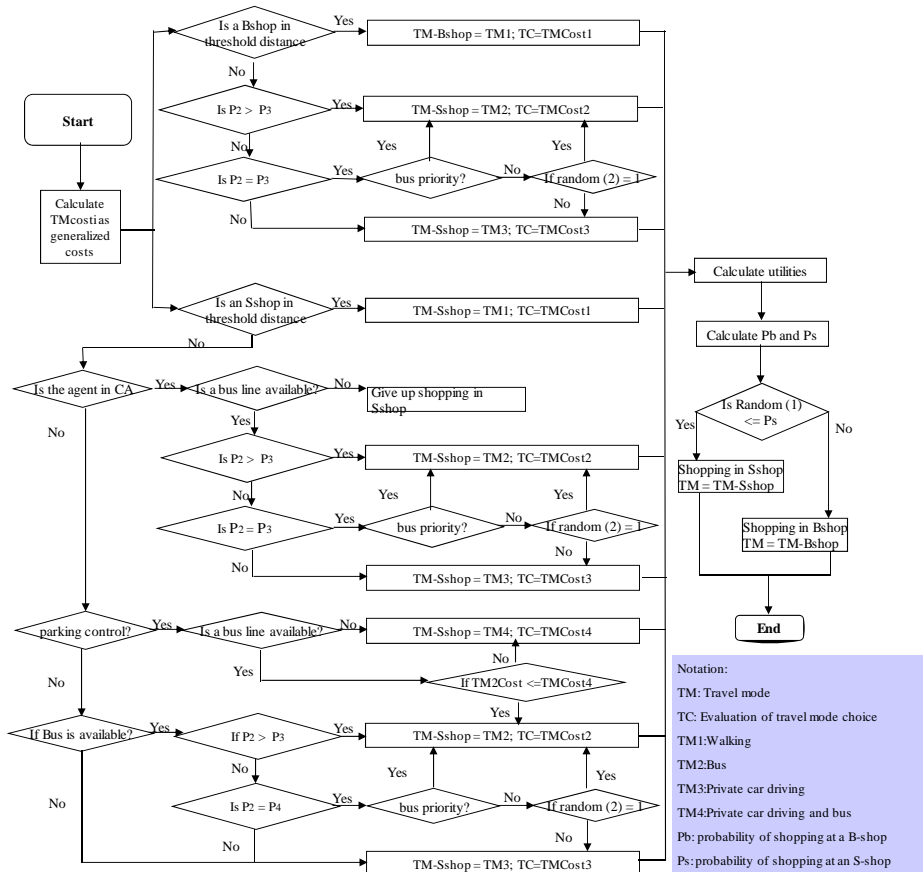 Start
Calculate
TMcosti as
generalized
costs
Is a Bshop in
threshold distance
Yes
TM-Bshop = TM1; TC=TMCost1
No
Is P2 > P3
Yes
TM-Sshop = TM2; TC=TMCost2
No
Yes
Yes
Is P2 = P3
Yes
bus priority?
No
If random (2) = 1
No
No
TM-Sshop = TM3; TC=TMCost3
Is an Sshop in
threshold distance
Yes
TM-Sshop = TM1; TC=TMCost1
No
Is the agent in CA
Yes
Is a bus line available?
No
Give up shopping in
Sshop
No
Yes
Is P2 > P3
Yes
TM-Sshop = TM2; TC=TMCost2
No
Yes
Yes
Is P2 = P3
Yes
bus priority?
No
If random (2) = 1
No
No
TM-Sshop = TM3; TC=TMCost3
parking control?
Yes
Is a bus line available?
No
TM-Sshop = TM4; TC=TMCost4
No
Yes
No
If TM2Cost <=TMCost4
Yes
If Bus is available?
Yes
If P2 > P3
Yes
TM-Sshop = TM2; TC=TMCost2
No
No
Yes
Yes
Is P2 = P4
Yes
bus priority?
No
If random (2) = 1
No
No
TM-Sshop = TM3; TC=TMCost3
Calculate utilities
Calculate Pb and Ps
Is Random (1)
<= Ps
Yes
No
Shopping in Sshop
TM = TM-Sshop
Shopping in Bshop
TM = TM-Bshop
End
Notation:
TM: Travel mode
TC: Evaluation of travel mode choice
TM1:Walking
TM2:Bus
TM3:Private car driving
TM4:Private car driving and bus
Pb: probability of shopping at a B-shop
Ps: probability of shopping at an S-shop